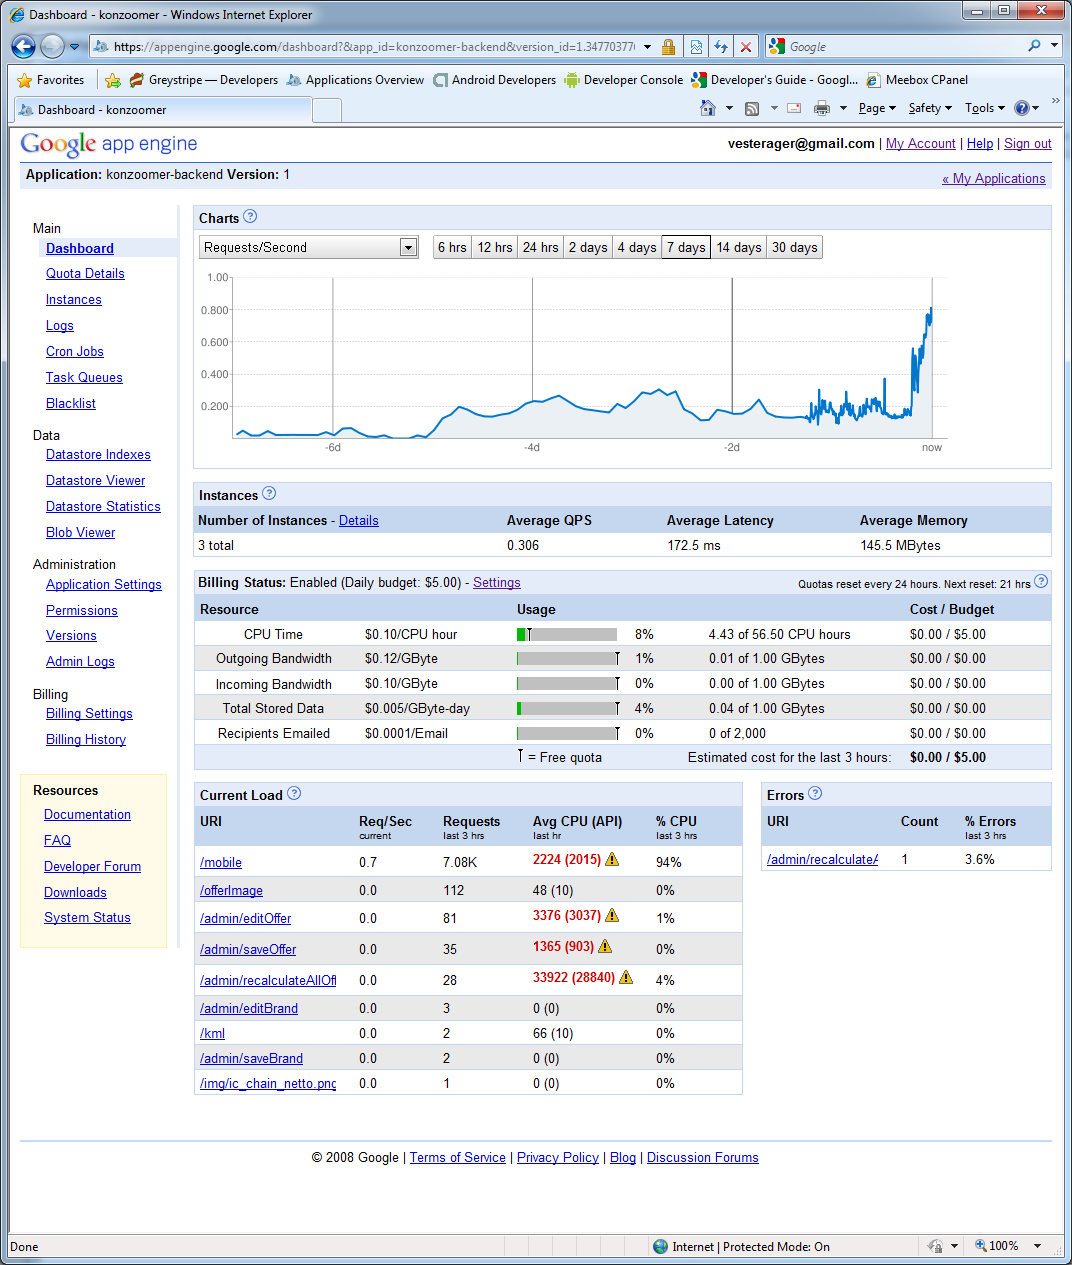 Dashboard - konzoomer - Windows Internet Explorer
https://appengine.google.com/dashboard?&app_id=konzoomer-backend&version_id=1.34770377
Google
Favorites Greystripe — Developers Applications Overview Android Developers Developer Console Developer's Guide - Googl... Meebox CPanel
Dashboard - konzoomer
Page Safety Tools
Google app engine
vesterager@gmail.com | My Account | Help | Sign out
Application: konzoomer-backend Version: 1
« My Applications
Main
Dashboard
Quota Details
Instances
Logs
Cron Jobs
Task Queues
Blacklist
Data
Datastore Indexes
Datastore Viewer
Datastore Statistics
Blob Viewer
Administration
Application Settings
Permissions
Versions
Admin Logs
Billing
Billing Settings
Billing History
Resources
Documentation
FAQ
Developer Forum
Downloads
System Status
Charts ?
Requests/Second 6 hrs 12 hrs 24 hrs 2 days 4 days 7 days 14 days 30 days
1.00
0.800
0.600
0.400
0.200
-6d -4d -2d now
Instances ?
Number of Instances - Details Average QPS Average Latency Average Memory
3 total 0.306 172.5 ms 145.5 MBytes
Billing Status: Enabled (Daily budget: $5.00) - Settings Quotas reset every 24 hours. Next reset: 21 hrs ?
Resource Usage Cost / Budget
CPU Time $0.10/CPU hour 8% 4.43 of 56.50 CPU hours $0.00 / $5.00
Outgoing Bandwidth $0.12/GByte 1% 0.01 of 1.00 GBytes $0.00 / $0.00
Incoming Bandwidth $0.10/GByte 0% 0.00 of 1.00 GBytes $0.00 / $0.00
Total Stored Data $0.005/GByte-day 4% 0.04 of 1.00 GBytes $0.00 / $0.00
Recipients Emailed $0.0001/Email 0% 0 of 2,000 $0.00 / $0.00
= Free quota Estimated cost for the last 3 hours: $0.00 / $5.00
Current Load ?
URI Req/Sec Requests Avg CPU (API) % CPU
current last 3 hrs last hr last 3 hrs
/mobile 0.7 7.08K 2224 (2015) 94%
/offerImage 0.0 112 48 (10) 0%
/admin/editOffer 0.0 81 3376 (3037) 1%
/admin/saveOffer 0.0 35 1365 (903) 0%
/admin/recalculateAllOff 0.0 28 33922 (28840) 4%
/admin/editBrand 0.0 3 0 (0) 0%
/kml 0.0 2 66 (10) 0%
/admin/saveBrand 0.0 2 0 (0) 0%
/img/ic_chain_netto.png 0.0 1 0 (0) 0%
Errors ?
URI Count % Errors
last 3 hrs
/admin/recalculateA 1 3.6%
© 2008 Google | Terms of Service | Privacy Policy | Blog | Discussion Forums
Done Internet | Protected Mode: On 100%